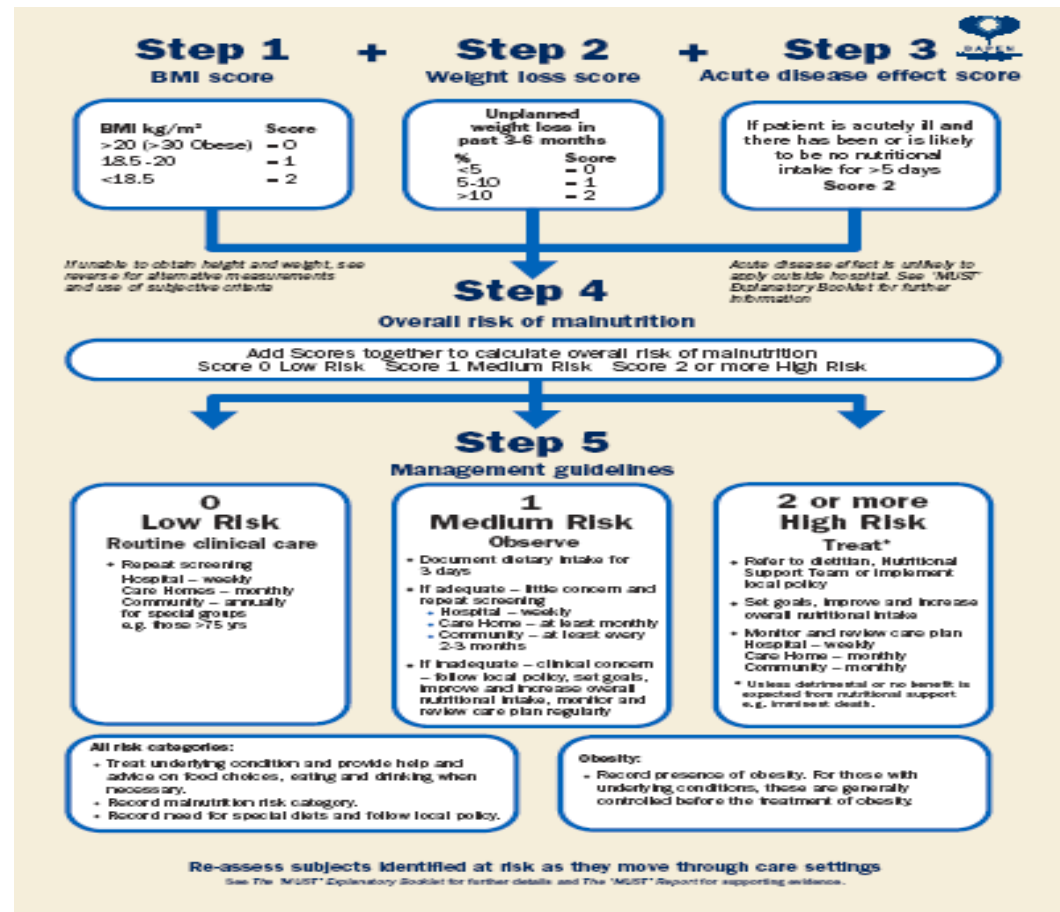 BAPEN
Step 1 + Step 2 + Step 3
BMI score
Weight loss score
Acute disease effect score
BMI kg/m² Score
>20 (>30 Obese) = 0
18.5 -20 = 1
<18.5 = 2
Unplanned
weight loss in
past 3-6 months
% Score
<5 = 0
5-10 = 1
>10 = 2
If patient is acutely ill and
there has been or is likely
to be no nutritional
intake for >5 days
Score 2
If unable to obtain height and weight, see
reverse for alternative measurements
and use of subjective criteria
Acute disease effect is unlikely to
apply outside hospital. See 'MUST'
Explanatory Booklet for further
information
Step 4
Overall risk of malnutrition
Add Scores together to calculate overall risk of malnutrition
Score 0 Low Risk Score 1 Medium Risk Score 2 or more High Risk
Step 5
Management guidelines
0
Low Risk
Routine clinical care
• Repeat screening
Hospital – weekly
Care Homes – monthly
Community – annually
for special groups
e.g. those >75 yrs
1
Medium Risk
Observe
• Document dietary intake for
3 days
• If adequate – little concern and
repeat screening
• Hospital – weekly
• Care Home – at least monthly
• Community – at least every
2-3 months
• If inadequate – clinical concern
– follow local policy, set goals,
improve and increase overall
nutritional intake, monitor and
review care plan regularly
2 or more
High Risk
Treat*
• Refer to dietitian, Nutritional
Support Team or implement
local policy
• Set goals, improve and increase
overall nutritional intake
• Monitor and review care plan
Hospital – weekly
Care Home – monthly
Community – monthly
* Unless detrimental or no benefit is
expected from nutritional support
e.g. imminent death.
All risk categories:
• Treat underlying condition and provide help and
advice on food choices, eating and drinking when
necessary.
• Record malnutrition risk category.
• Record need for special diets and follow local policy.
Obesity:
• Record presence of obesity. For those with
underlying conditions, these are generally
controlled before the treatment of obesity.
Re-assess subjects identified at risk as they move through care settings
See The 'MUST' Explanatory Booklet for further details and The 'MUST' Report for supporting evidence.